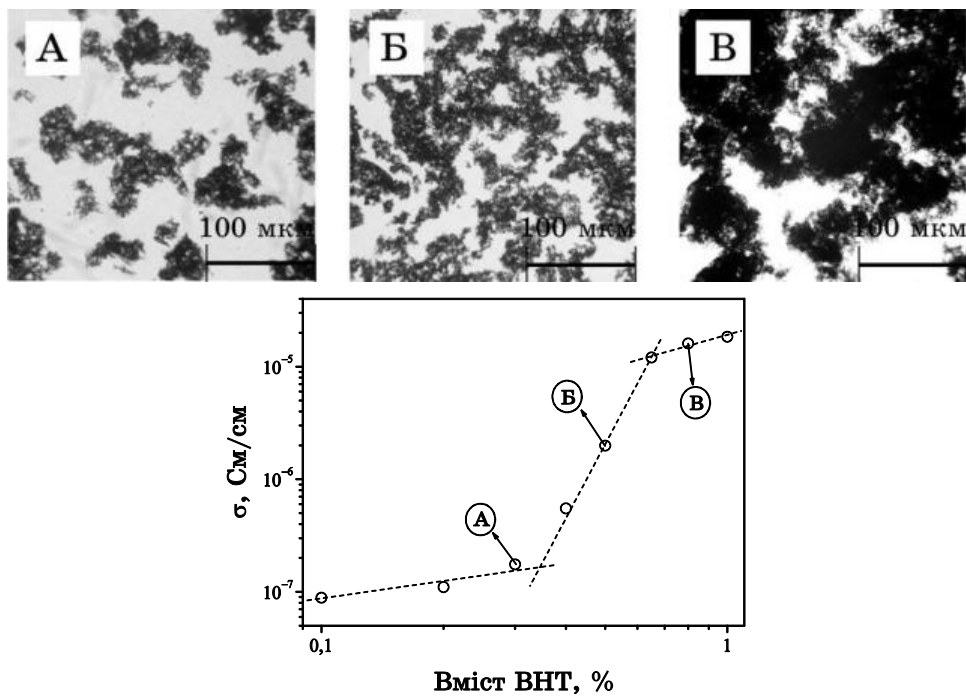 А Б В
100 мкм 100 мкм 100 мкм
10⁻⁵
10⁻⁶
10⁻⁷
σ, См/см
А
Б
В
0,1 1
Вміст ВНТ, %